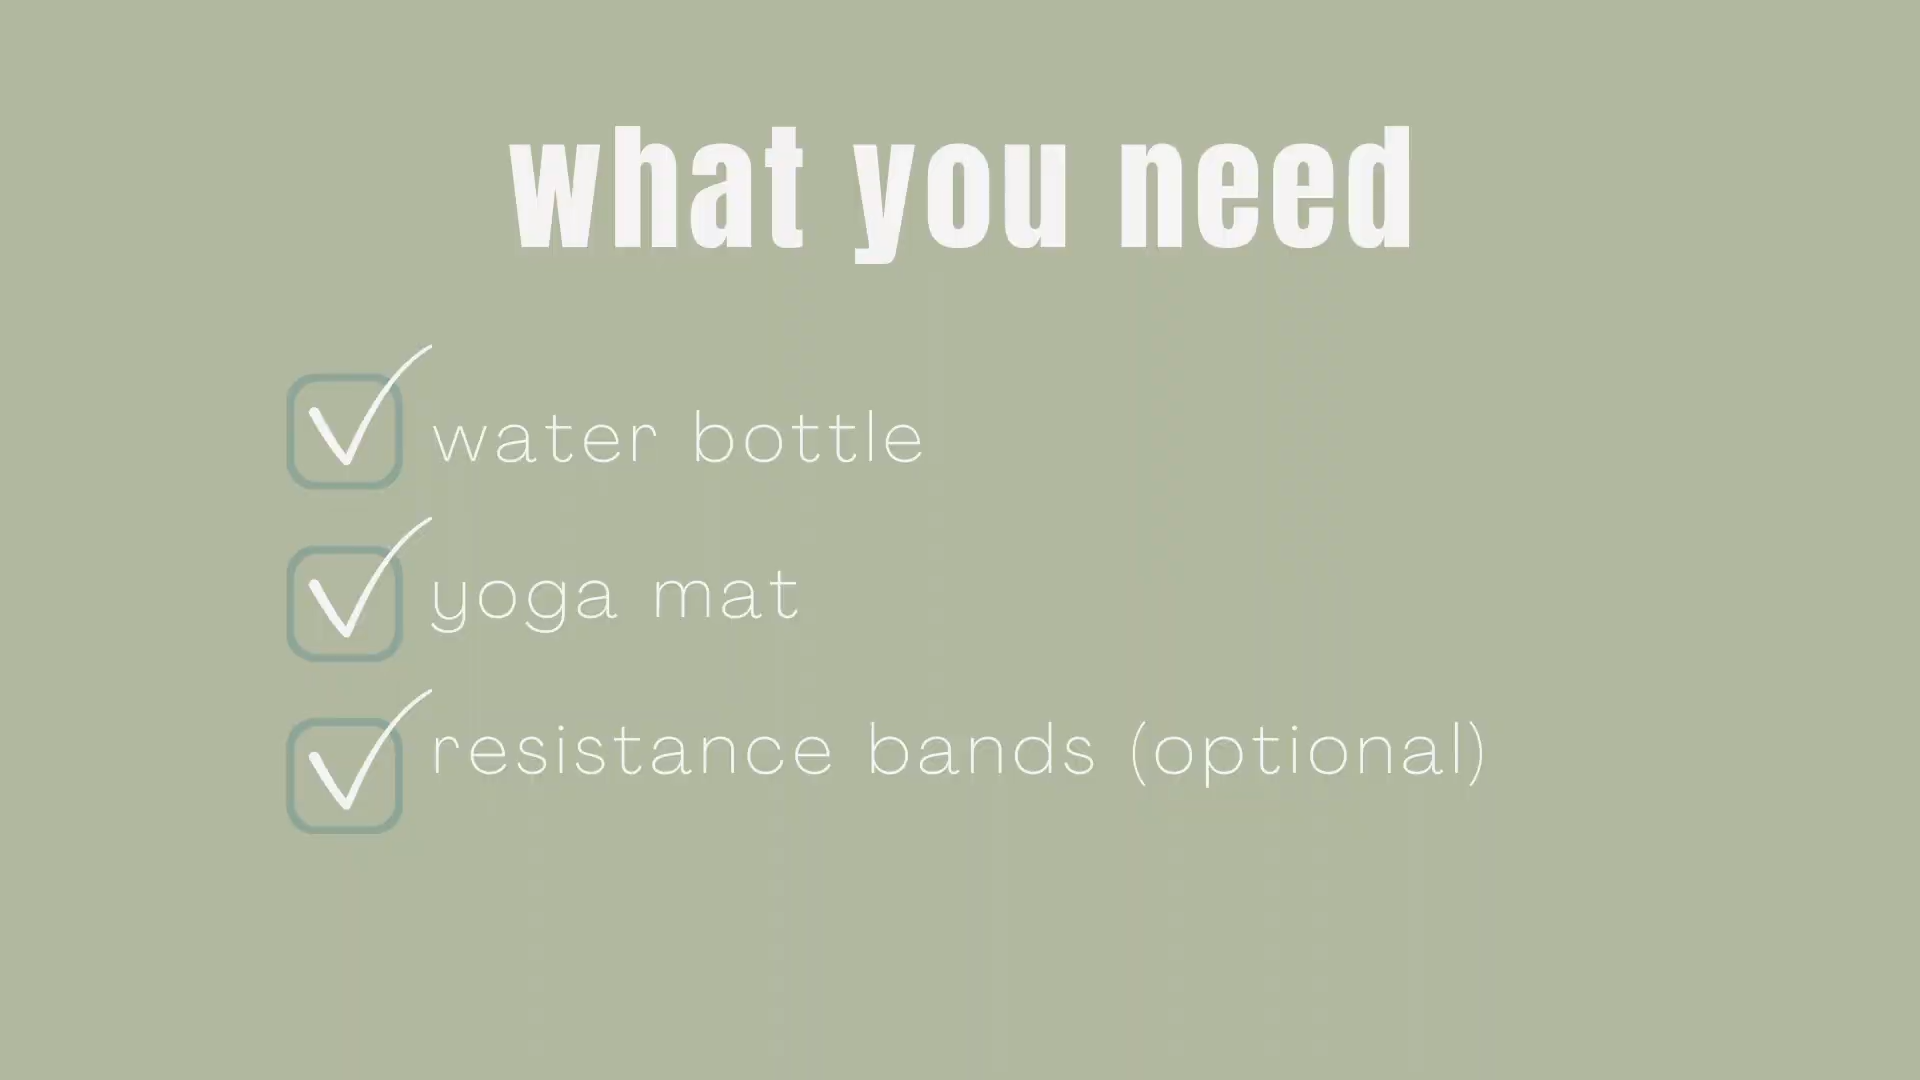 what you need
water bottle
yoga mat
resistance bands (optional)